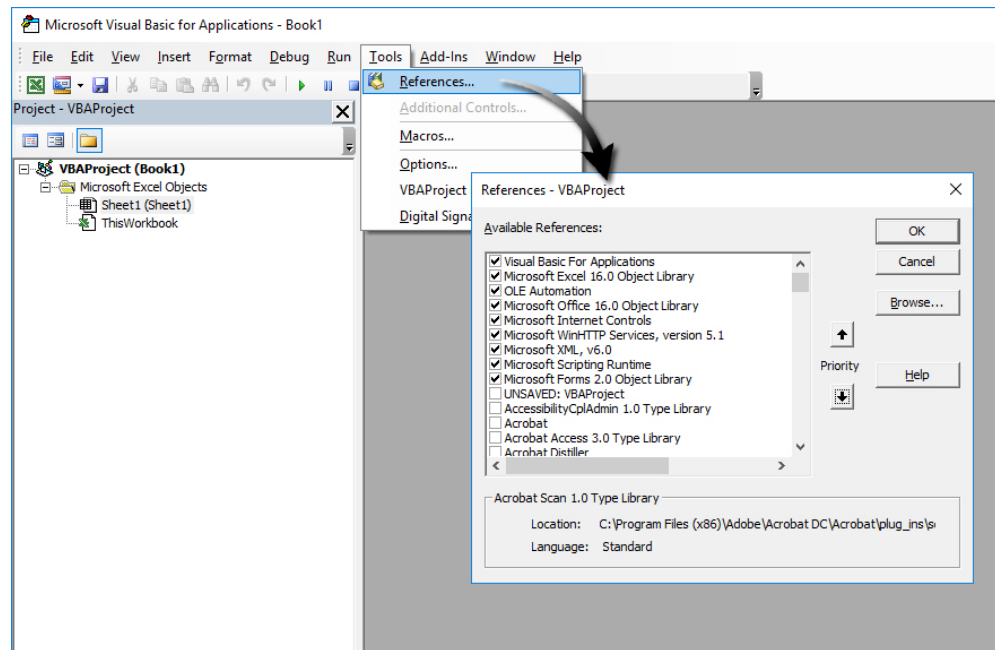 Microsoft Visual Basic for Applications - Book1
File Edit View Insert Format Debug Run Tools Add-Ins Window Help
Project - VBAProject
VBAProject (Book1)
Microsoft Excel Objects
Sheet1 (Sheet1)
ThisWorkbook
References...
Additional Controls...
Macros...
Options...
VBAProject
Digital Signa
References - VBAProject
Available References:
Visual Basic For Applications
Microsoft Excel 16.0 Object Library
OLE Automation
Microsoft Office 16.0 Object Library
Microsoft Internet Controls
Microsoft WinHTTP Services, version 5.1
Microsoft XML, v6.0
Microsoft Scripting Runtime
Microsoft Forms 2.0 Object Library
UNSAVED: VBAProject
AccessibilityCplAdmin 1.0 Type Library
Acrobat
Acrobat Access 3.0 Type Library
Acrobat Distiller
OK
Cancel
Browse...
Priority
Help
Acrobat Scan 1.0 Type Library
Location: C:\Program Files (x86)\Adobe\Acrobat DC\Acrobat\plug_ins\s
Language: Standard